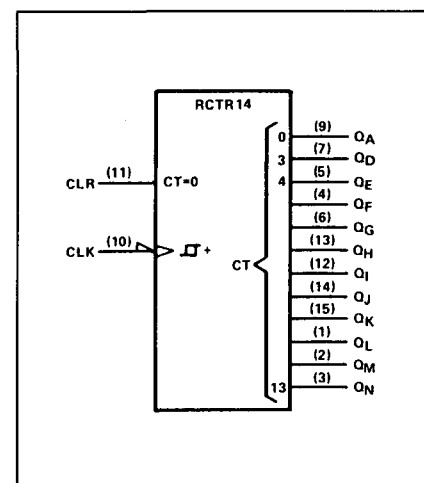 RCTR14
CLR (11) CT=0
CLK (10) +
CT
0 (9) QA
3 (7) QD
4 (5) QE
(4) QF
(6) QG
(13) QH
(12) QI
(14) QJ
(15) QK
(1) QL
(2) QM
13 (3) QN